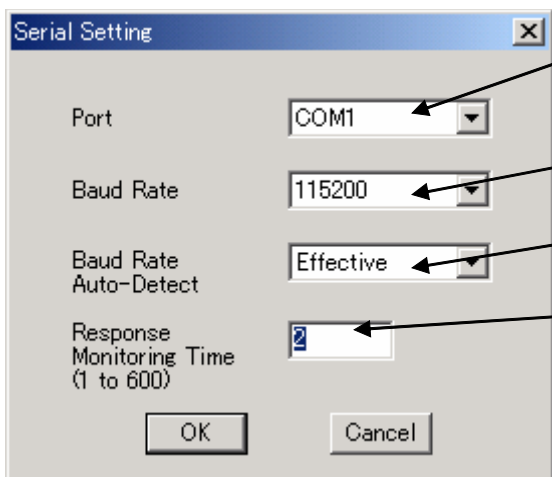 Serial Setting
Port
COM1
Baud Rate
115200
Baud Rate
Auto-Detect
Effective
Response
Monitoring Time
(1 to 600)
2
OK
Cancel